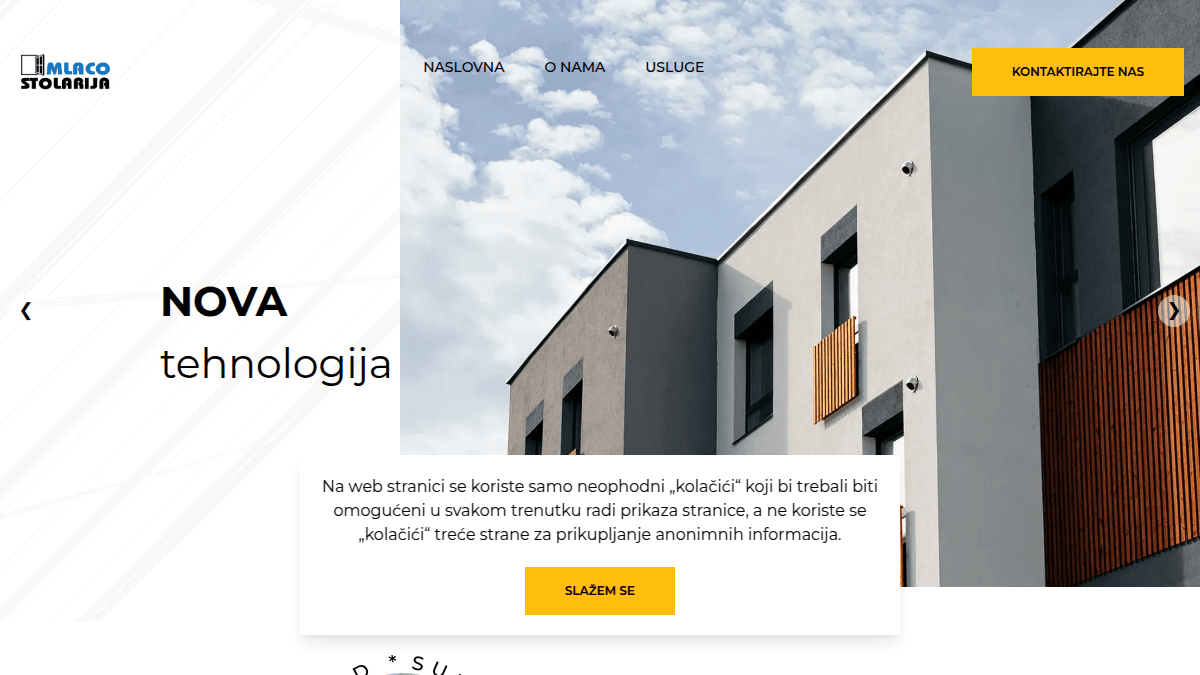 MLACO
STOLARIJA
NASLOVNA
O NAMA
USLUGE
KONTAKTIRAJTE NAS
NOVA
tehnologija
Na web stranici se koriste samo neophodni „kolačići“ koji bi trebali biti
omogućeni u svakom trenutku radi prikaza stranice, a ne koriste se
„kolačići“ treće strane za prikupljanje anonimnih informacija.
SLAŽEM SE
D * SU